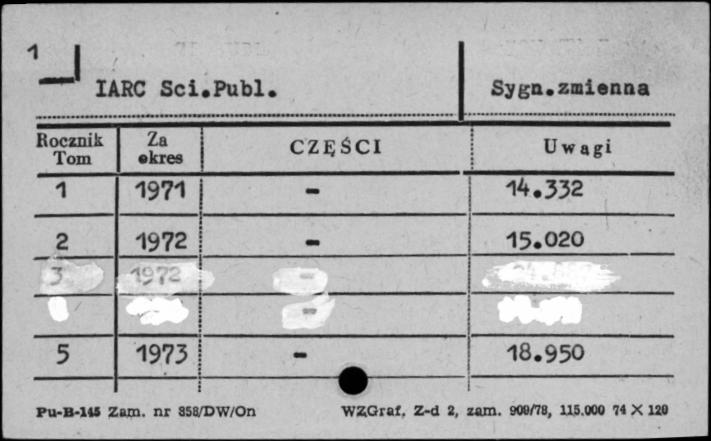 1
IARC Sci.Publ. Sygn.zmienna
Rocznik Tom Za okres CZĘŚCI Uwagi
1 1971 - 14.332
2 1972 - 15.020
3 1972 -
-
5 1973 - 18.950
Pu-B-145 Zam. nr 858/DW/On WZGraf. Z-d 2, zam. 909/78, 115.000 74 X 120